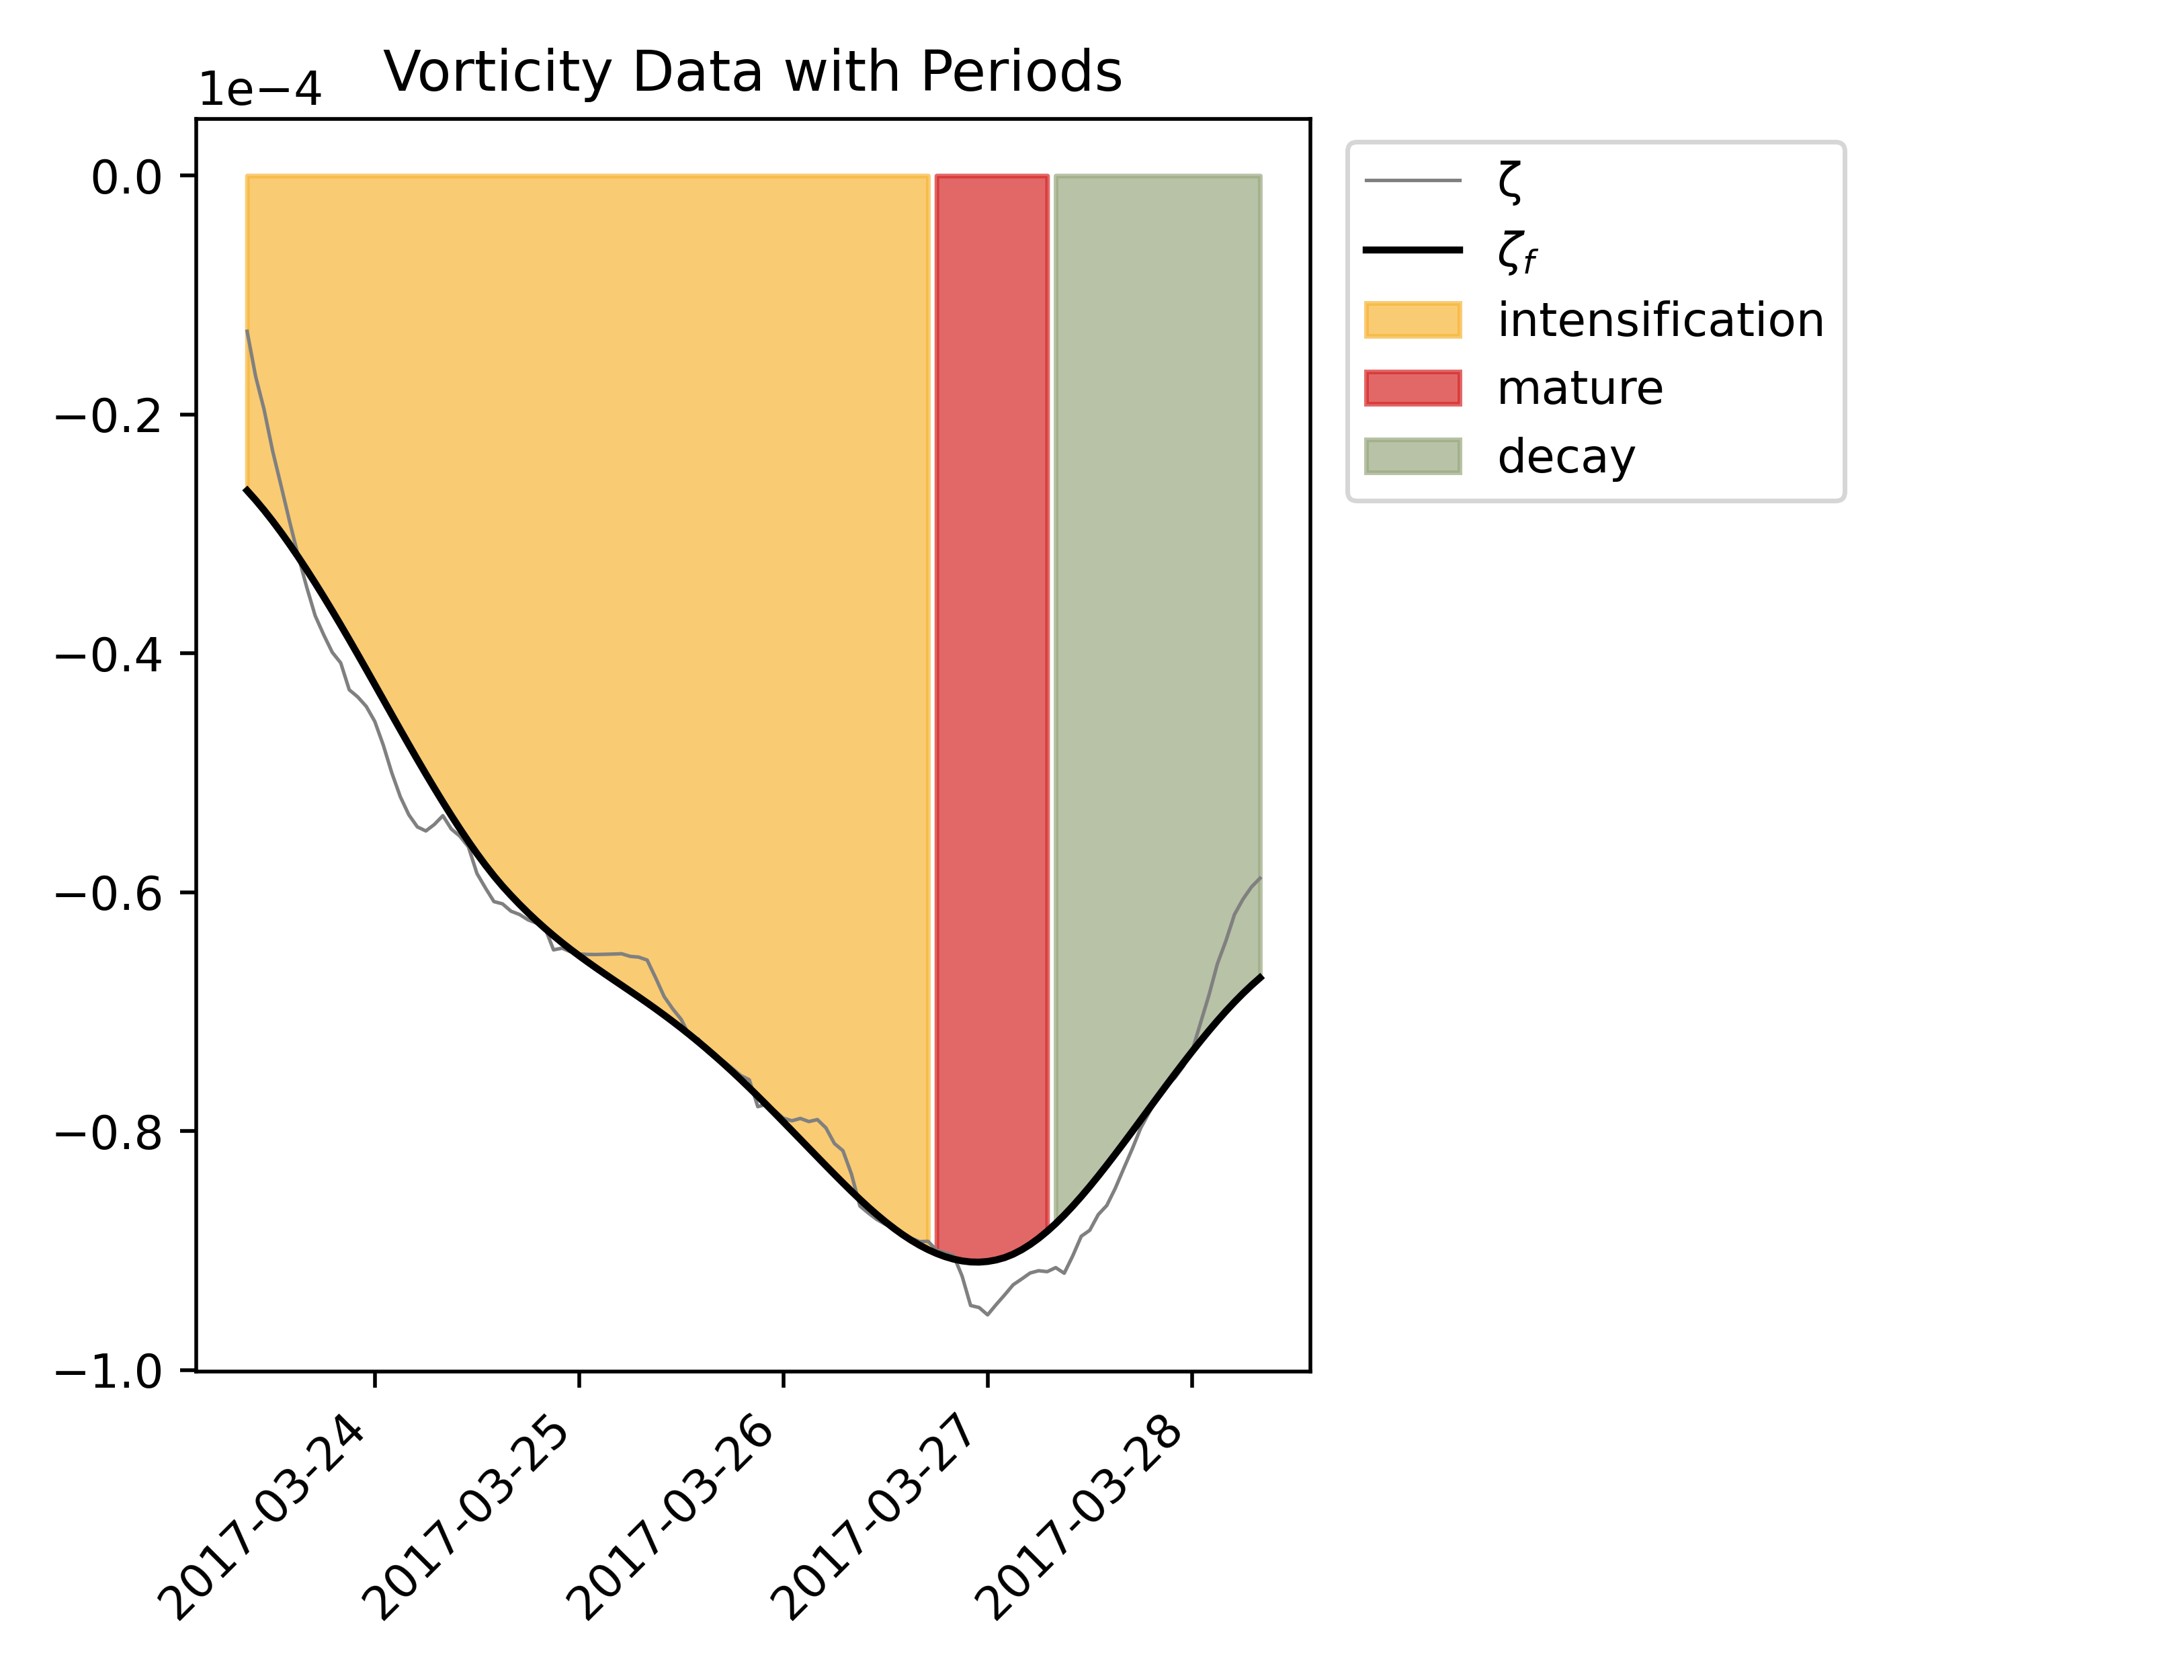 Vorticity Data with Periods
1e−4
0.0
−0.2
−0.4
−0.6
−0.8
−1.0
2017-03-24
2017-03-25
2017-03-26
2017-03-27
2017-03-28
ζ
ζf
intensification
mature
decay